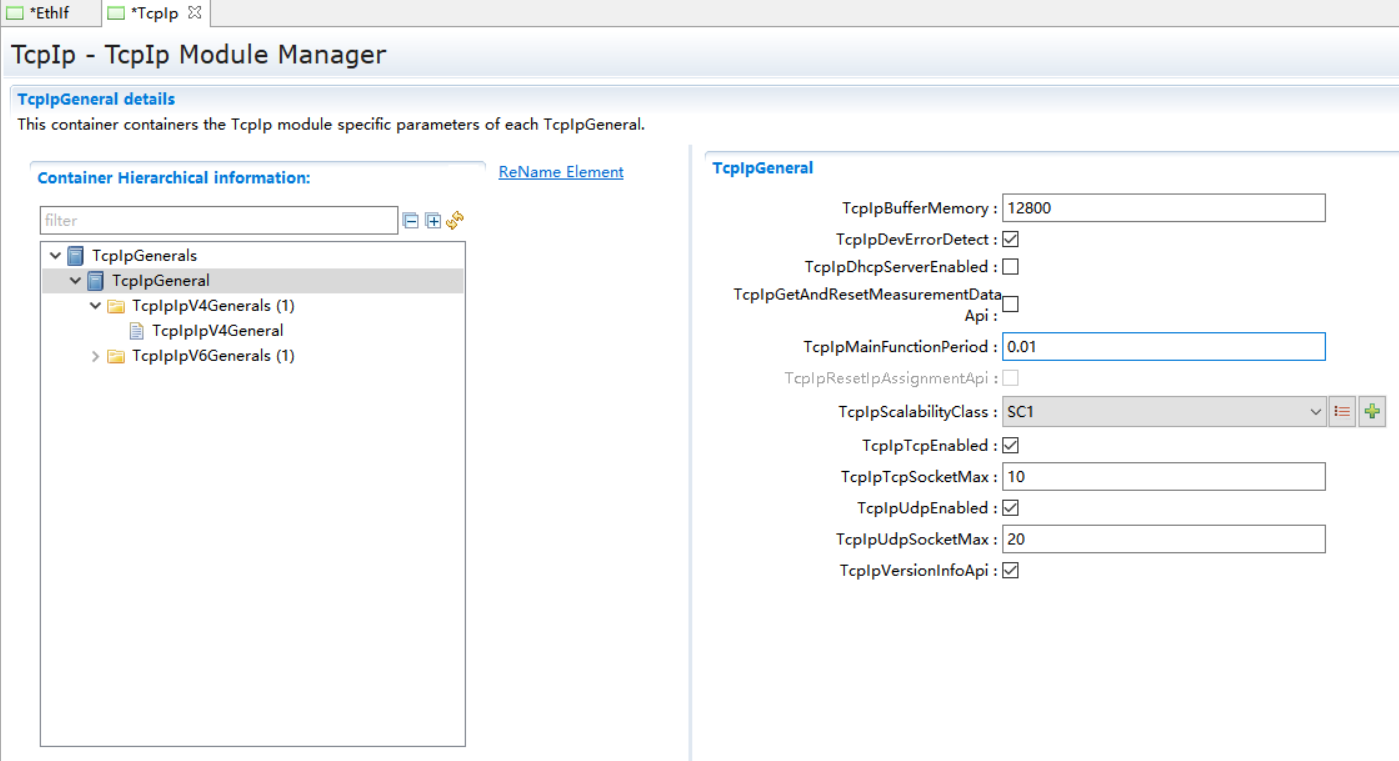 *EthIf
*TcpIp
TcpIp - TcpIp Module Manager
TcpIpGeneral details
This container containers the TcpIp module specific parameters of each TcpIpGeneral.
Container Hierarchical information:
ReName Element
filter
TcpIpGenerals
TcpIpGeneral
TcpIpIpV4Generals (1)
TcpIpIpV4General
TcpIpIpV6Generals (1)
TcpIpGeneral
TcpIpBufferMemory : 12800
TcpIpDevErrorDetect :
TcpIpDhcpServerEnabled :
TcpIpGetAndResetMeasurementData
Api :
TcpIpMainFunctionPeriod : 0.01
TcpIpResetIpAssignmentApi :
TcpIpScalabilityClass : SC1
TcpIpTcpEnabled :
TcpIpTcpSocketMax : 10
TcpIpUdpEnabled :
TcpIpUdpSocketMax : 20
TcpIpVersionInfoApi :